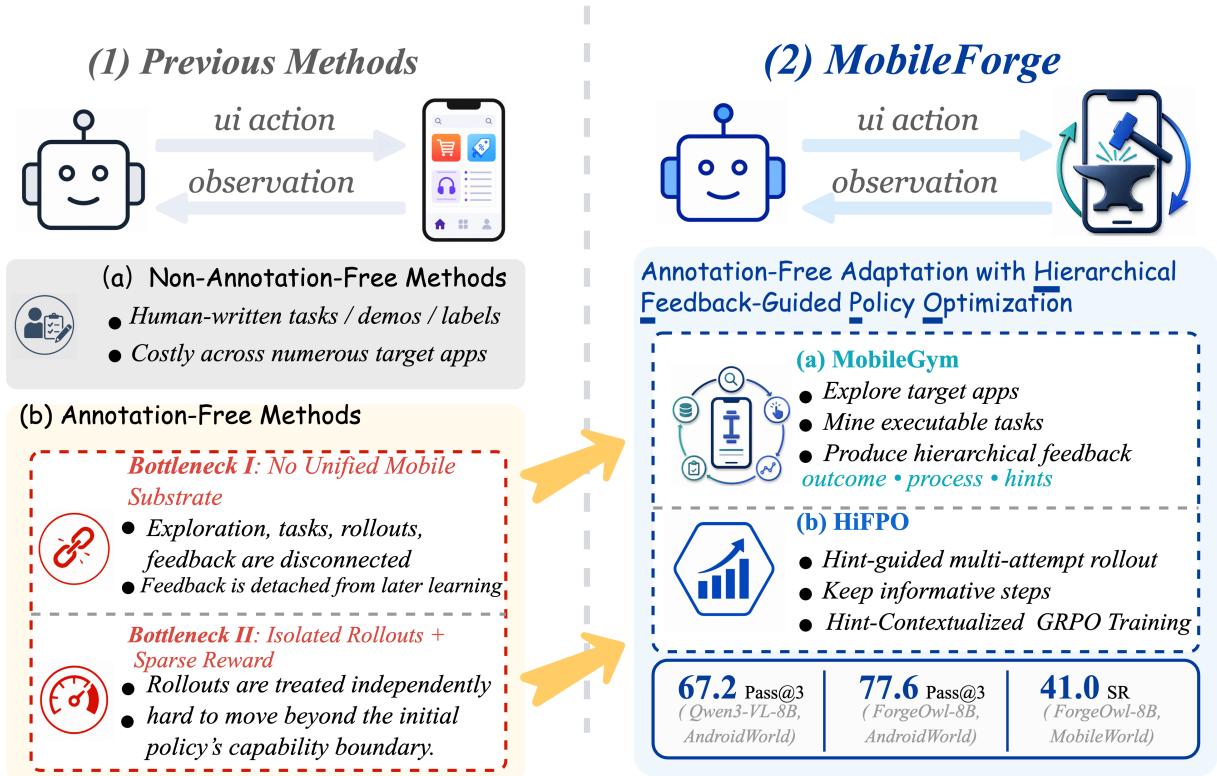 (1) Previous Methods
ui action
observation
(a) Non-Annotation-Free Methods
● Human-written tasks / demos / labels
● Costly across numerous target apps
(b) Annotation-Free Methods
Bottleneck I: No Unified Mobile
Substrate
● Exploration, tasks, rollouts,
feedback are disconnected
● Feedback is detached from later learning
Bottleneck II: Isolated Rollouts +
Sparse Reward
● Rollouts are treated independently
● hard to move beyond the initial
policy's capability boundary.
(2) MobileForge
ui action
observation
Annotation-Free Adaptation with Hierarchical
Feedback-Guided Policy Optimization
(a) MobileGym
● Explore target apps
● Mine executable tasks
● Produce hierarchical feedback
outcome • process • hints
(b) HiFPO
● Hint-guided multi-attempt rollout
● Keep informative steps
● Hint-Contextualized GRPO Training
67.2 Pass@3
( Qwen3-VL-8B,
AndroidWorld)
77.6 Pass@3
( ForgeOwl-8B,
AndroidWorld)
41.0 SR
( ForgeOwl-8B,
MobileWorld)